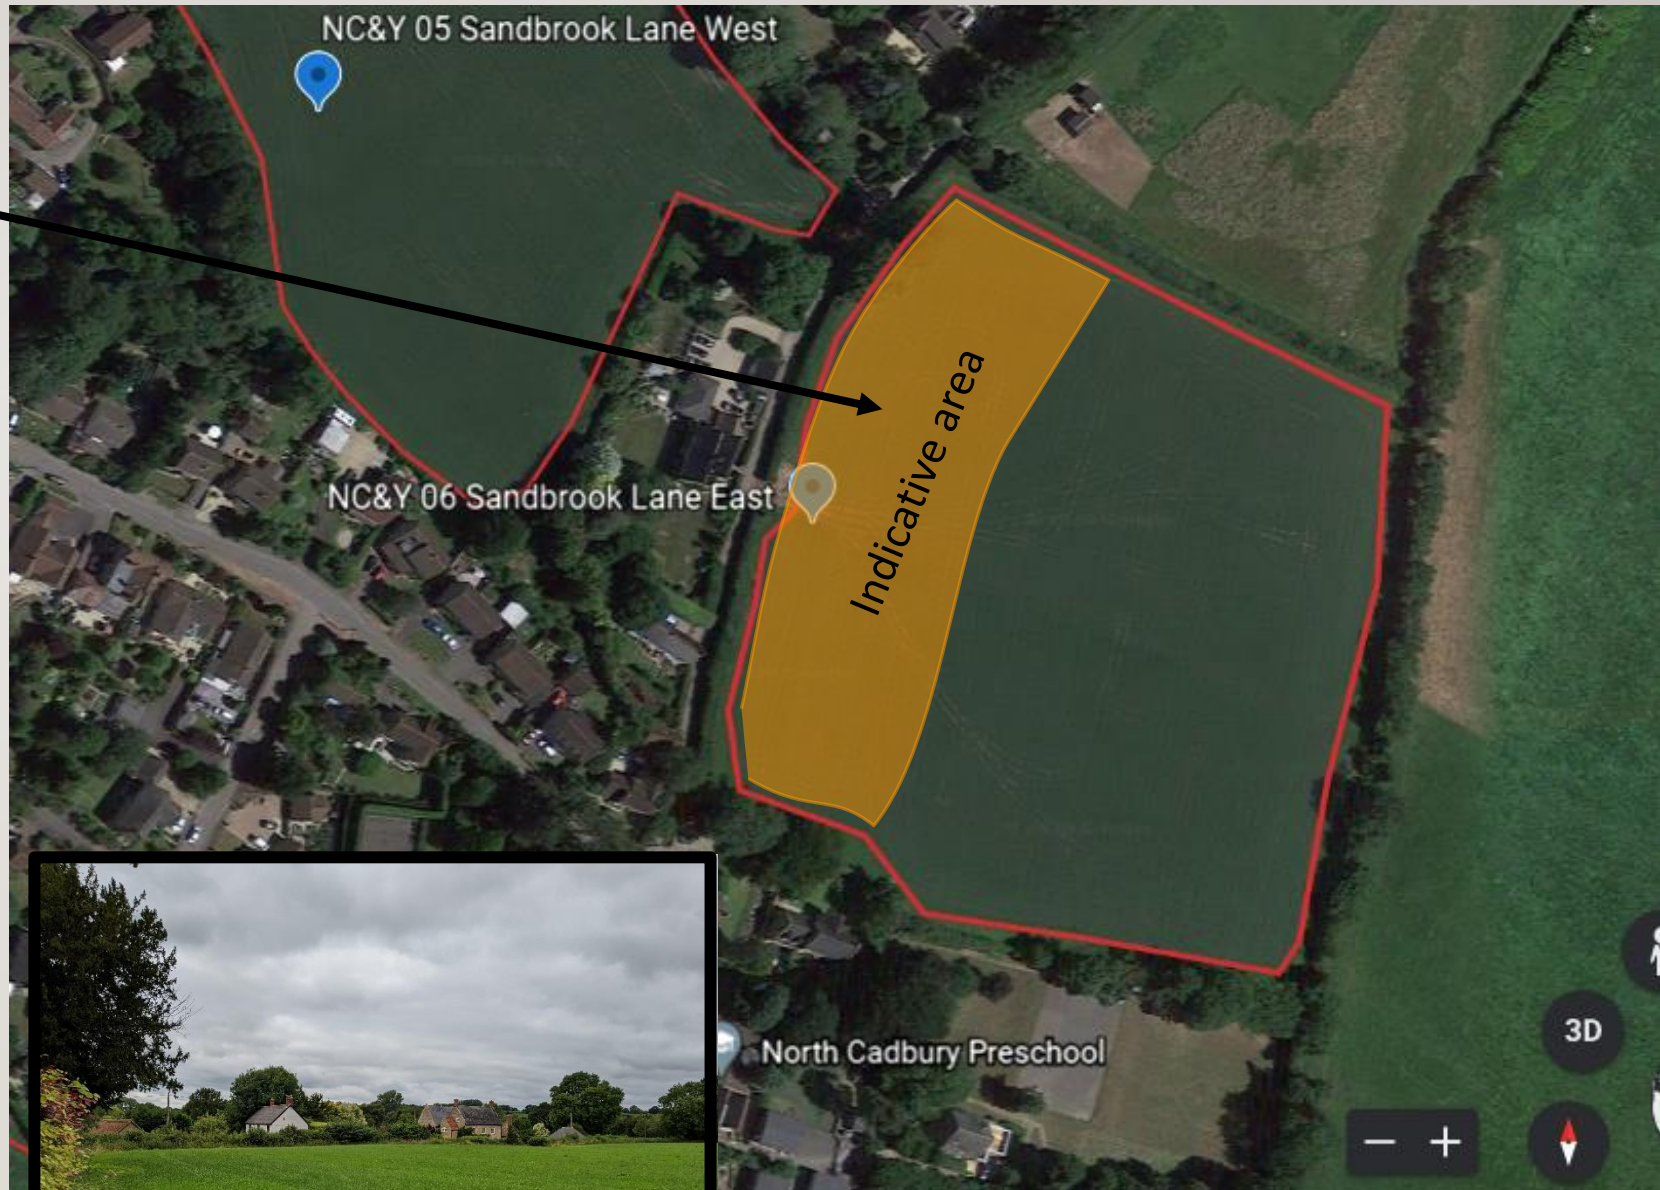 NC&Y 05 Sandbrook Lane West
Indicative area
NC&Y 06 Sandbrook Lane East
North Cadbury Preschool
3D